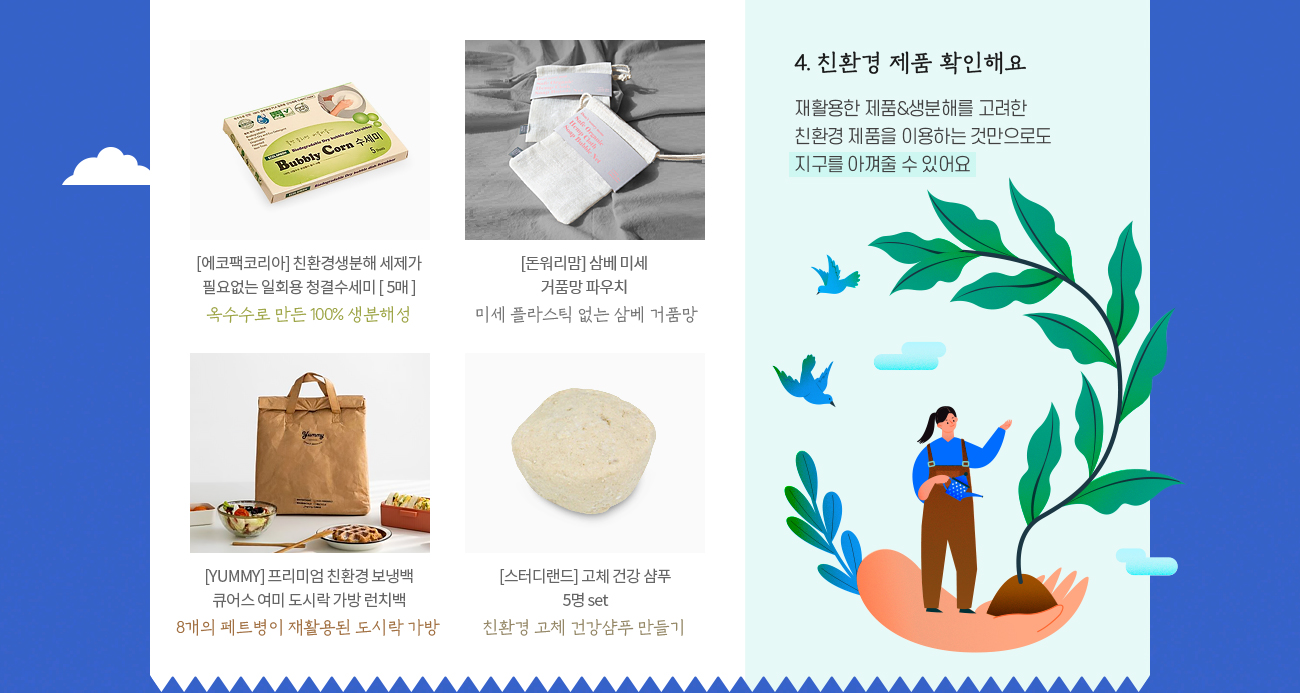 Bubbly Corn 수세미
Biodegradable Dry bubble dish Scrubber
5
[에코팩코리아] 친환경생분해 세제가
필요없는 일회용 청결수세미 [ 5매 ]
옥수수로 만든 100% 생분해성
[돈워리맘] 삼베 미세
거품망 파우치
미세 플라스틱 없는 삼베 거품망
Yummy
[YUMMY] 프리미엄 친환경 보냉백
큐어스 여미 도시락 가방 런치백
8개의 페트병이 재활용된 도시락 가방
[스터디랜드] 고체 건강 샴푸
5명 set
친환경 고체 건강샴푸 만들기
4. 친환경 제품 확인해요
재활용한 제품&생분해를 고려한
친환경 제품을 이용하는 것만으로도
지구를 아껴줄 수 있어요